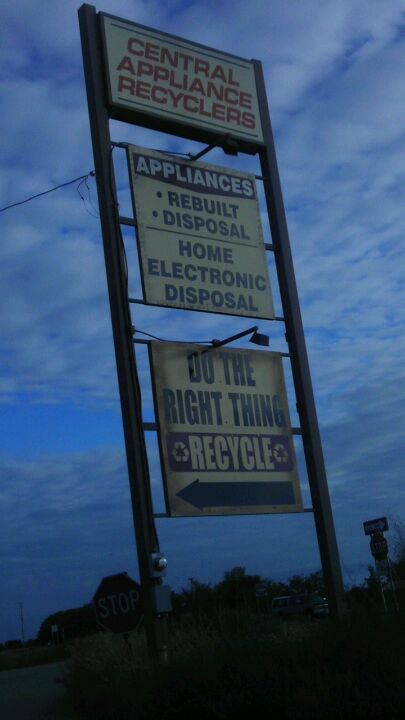 CENTRAL
APPLIANCE
RECYCLERS
APPLIANCES
• REBUILT
• DISPOSAL
HOME
ELECTRONIC
DISPOSAL
DO THE
RIGHT THING
RECYCLE
STOP